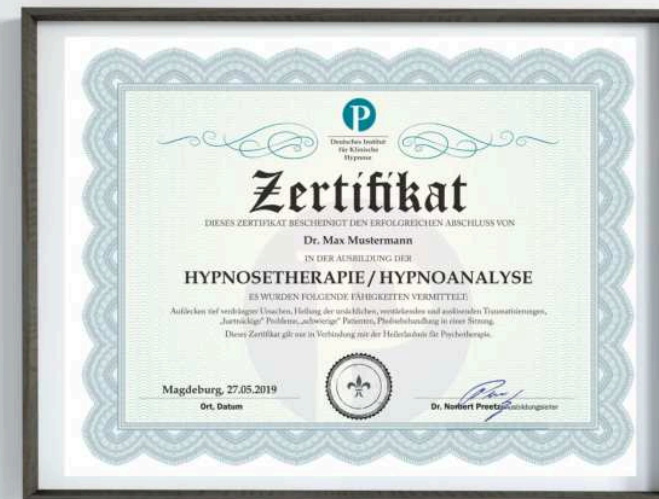 P
Deutsches Institut
für Klinische
Hypnose
Zertifikat
DIESES ZERTIFIKAT BESCHEINIGT DEN ERFOLGREICHEN ABSCHLUSS VON
Dr. Max Mustermann
IN DER AUSBILDUNG DER
HYPNOSETHERAPIE / HYPNOANALYSE
ES WURDEN FOLGENDE FÄHIGKEITEN VERMITTELT:
Aufdecken tief verdrängter Ursachen, Heilung der ursächlichen, verstärkenden und auslösenden Traumatisierungen,
„hartnäckige" Probleme, „schwierige" Patienten, Phobiebehandlung in einer Sitzung.
Dieses Zertifikat gilt nur in Verbindung mit der Heilerlaubnis für Psychotherapie.
Magdeburg, 27.05.2019
Ort, Datum
Dr. Norbert Preetz, Ausbildungsleiter